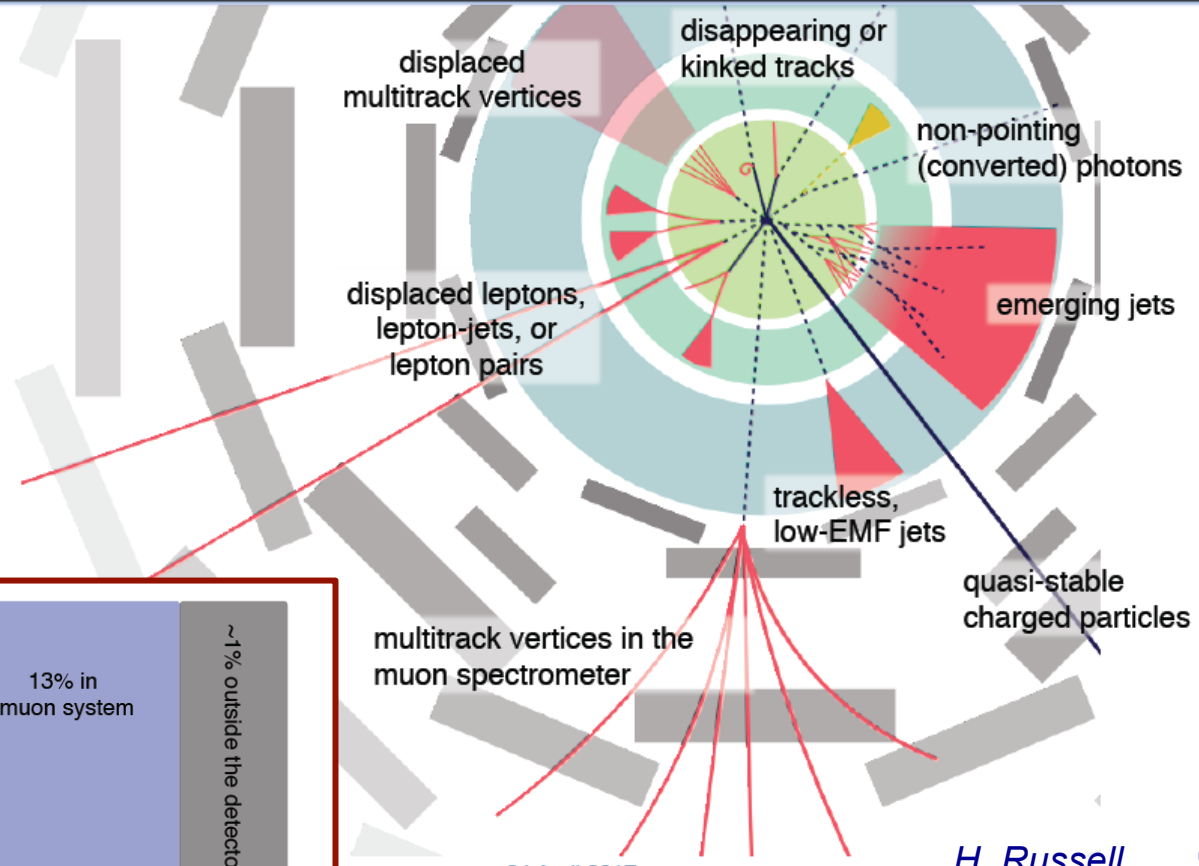 disappearing or
kinked tracks
displaced
multitrack vertices
non-pointing
(converted) photons
displaced leptons,
lepton-jets, or
lepton pairs
emerging jets
trackless,
low-EMF jets
quasi-stable
charged particles
multitrack vertices in the
muon spectrometer
13% in
muon system
~1% outside the detecto
H. Russell